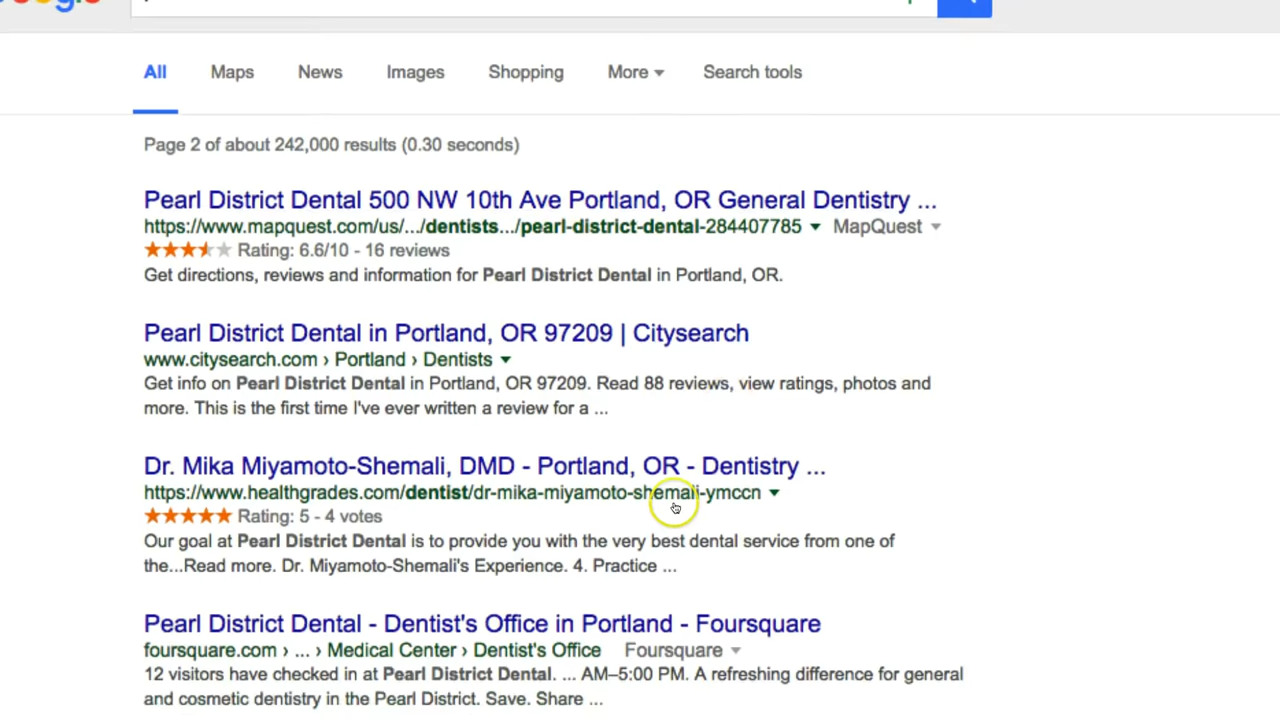 All Maps News Images Shopping More Search tools
Page 2 of about 242,000 results (0.30 seconds)
Pearl District Dental 500 NW 10th Ave Portland, OR General Dentistry ...
https://www.mapquest.com/us/.../dentists.../pearl-district-dental-284407785 MapQuest
Rating: 6.6/10 - 16 reviews
Get directions, reviews and information for Pearl District Dental in Portland, OR.
Pearl District Dental in Portland, OR 97209 | Citysearch
www.citysearch.com › Portland › Dentists
Get info on Pearl District Dental in Portland, OR 97209. Read 88 reviews, view ratings, photos and
more. This is the first time I've ever written a review for a ...
Dr. Mika Miyamoto-Shemali, DMD - Portland, OR - Dentistry ...
https://www.healthgrades.com/dentist/dr-mika-miyamoto-shemali-ymccn
Rating: 5 - 4 votes
Our goal at Pearl District Dental is to provide you with the very best dental service from one of
the...Read more. Dr. Miyamoto-Shemali's Experience. 4. Practice ...
Pearl District Dental - Dentist's Office in Portland - Foursquare
foursquare.com › ... › Medical Center › Dentist's Office Foursquare
12 visitors have checked in at Pearl District Dental. ... AM–5:00 PM. A refreshing difference for general
and cosmetic dentistry in the Pearl District. Save. Share ...